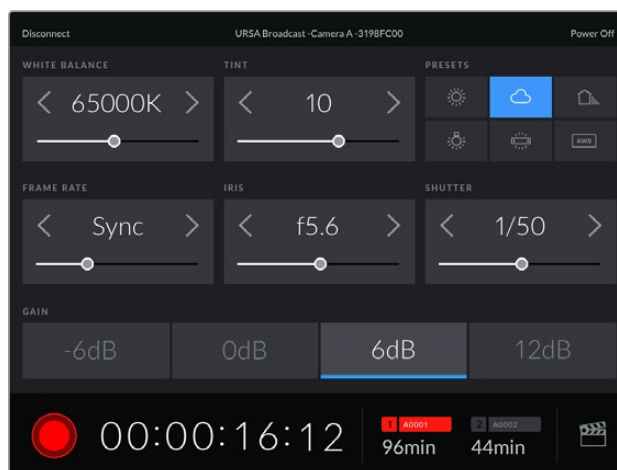 Disconnect URSA Broadcast -Camera A -3198FC00 Power Off
WHITE BALANCE TINT PRESETS
65000K 10
AWB
FRAME RATE IRIS SHUTTER
Sync f5.6 1/50
GAIN
-6dB 0dB 6dB 12dB
00:00:16:12 1 A0001 2 A0002
96min 44min